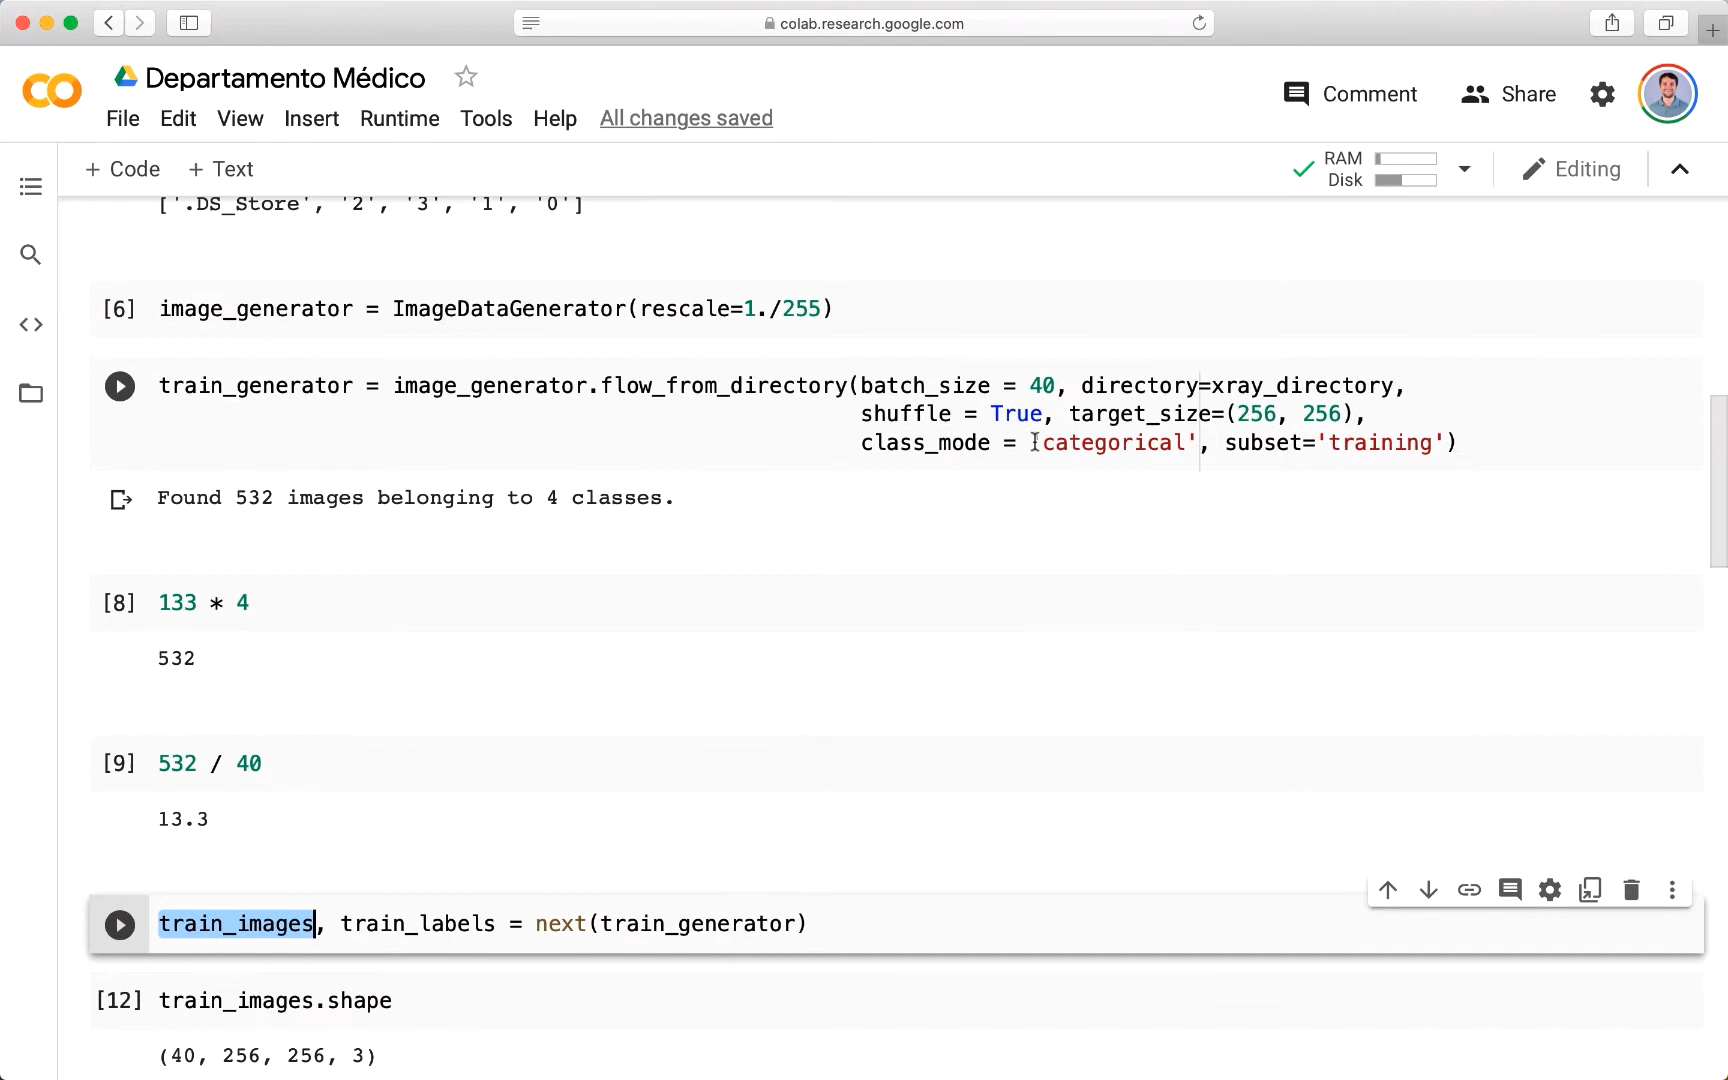 colab.research.google.com
Departamento Médico
Comment
Share
File Edit View Insert Runtime Tools Help All changes saved
+ Code + Text
RAM
Disk
Editing
['.DS_Store', '2', '3', '1', '0']
[6] image_generator = ImageDataGenerator(rescale=1./255)
train_generator = image_generator.flow_from_directory(batch_size = 40, directory=xray_directory,
shuffle = True, target_size=(256, 256),
class_mode = 'categorical', subset='training')
Found 532 images belonging to 4 classes.
[8] 133 * 4
532
[9] 532 / 40
13.3
train_images, train_labels = next(train_generator)
[12] train_images.shape
(40, 256, 256, 3)